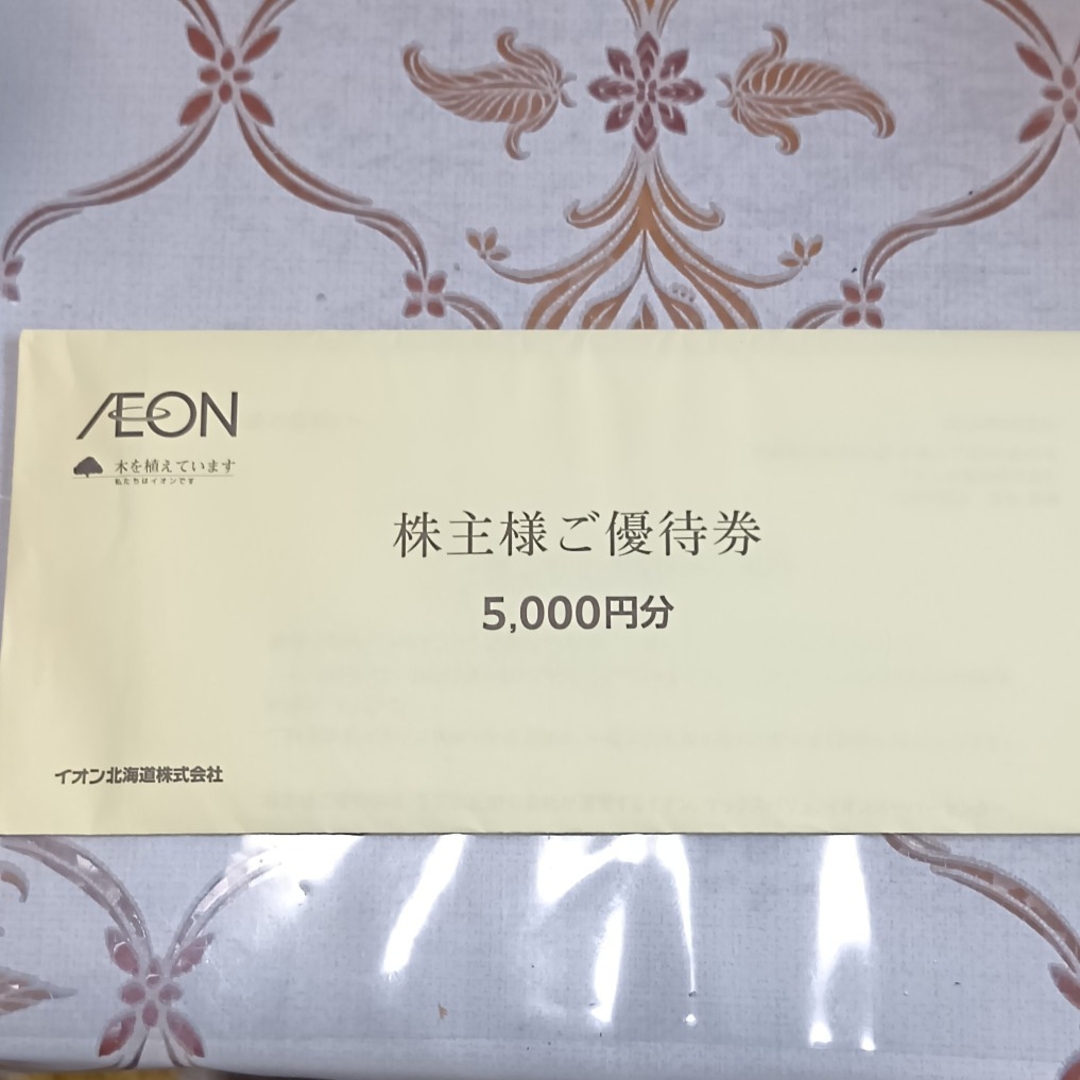 ÆON
木を植えています
私たちはイオンです
株主様ご優待券
5,000円分
イオン北海道株式会社